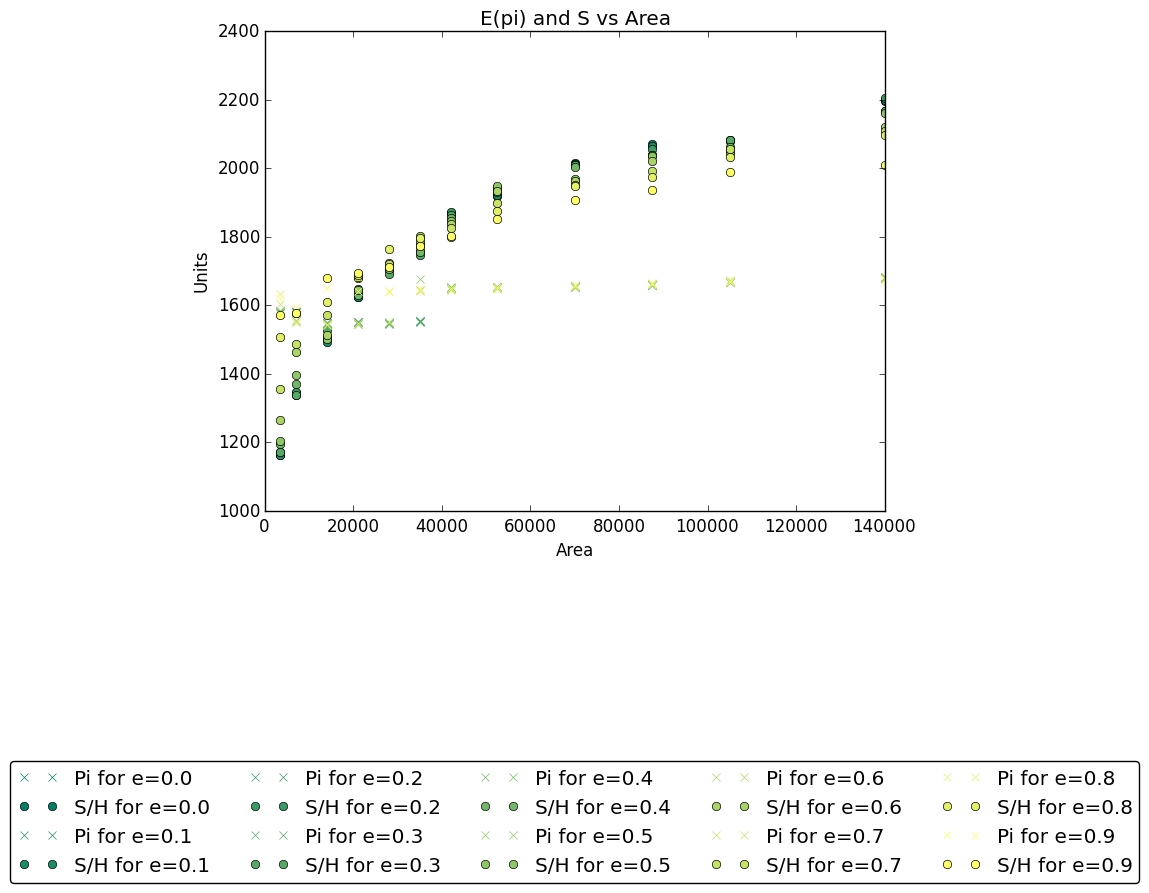 E(pi) and S vs Area
2400
2200
2000
1800
1600
1400
1200
1000
Units
0 20000 40000 60000 80000 100000 120000 140000
Area
Pi for e=0.0 Pi for e=0.2 Pi for e=0.4 Pi for e=0.6 Pi for e=0.8
S/H for e=0.0 S/H for e=0.2 S/H for e=0.4 S/H for e=0.6 S/H for e=0.8
Pi for e=0.1 Pi for e=0.3 Pi for e=0.5 Pi for e=0.7 Pi for e=0.9
S/H for e=0.1 S/H for e=0.3 S/H for e=0.5 S/H for e=0.7 S/H for e=0.9